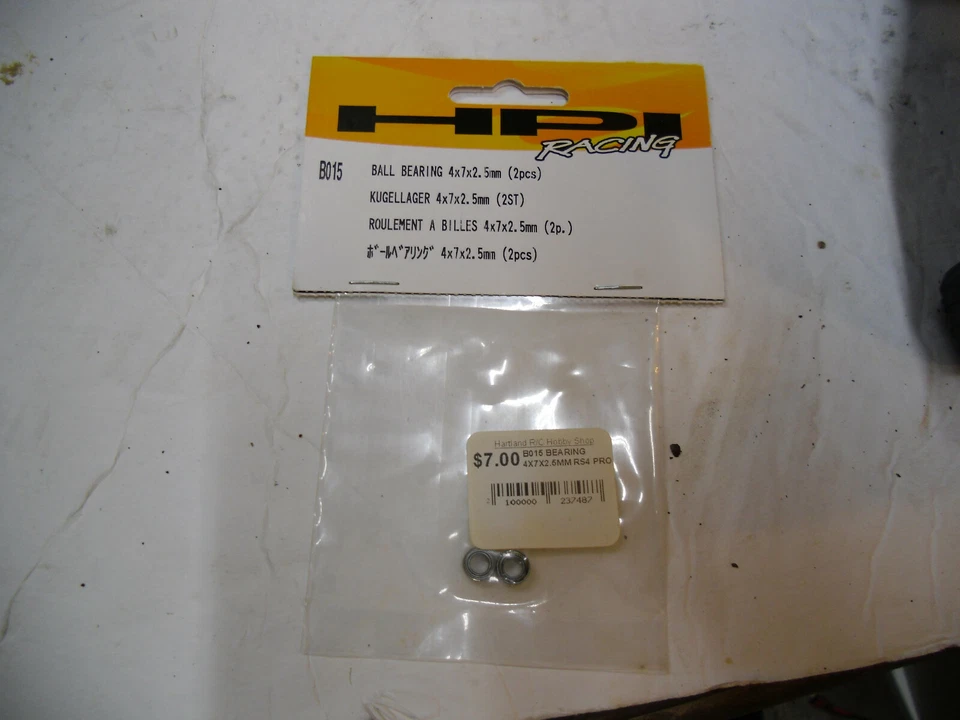 HPI
RACING
B015 BALL BEARING 4x7x2.5mm (2pcs)
KUGELLAGER 4x7x2.5mm (2ST)
ROULEMENT A BILLES 4x7x2.5mm (2p.)
ﾎﾞｰﾙﾍﾞｱﾘﾝｸﾞ 4x7x2.5mm (2pcs)
Hartland R/C Hobby Shop
$7.00 B015 BEARING
4X7X2.5MM RS4 PRO
2 100000 237487